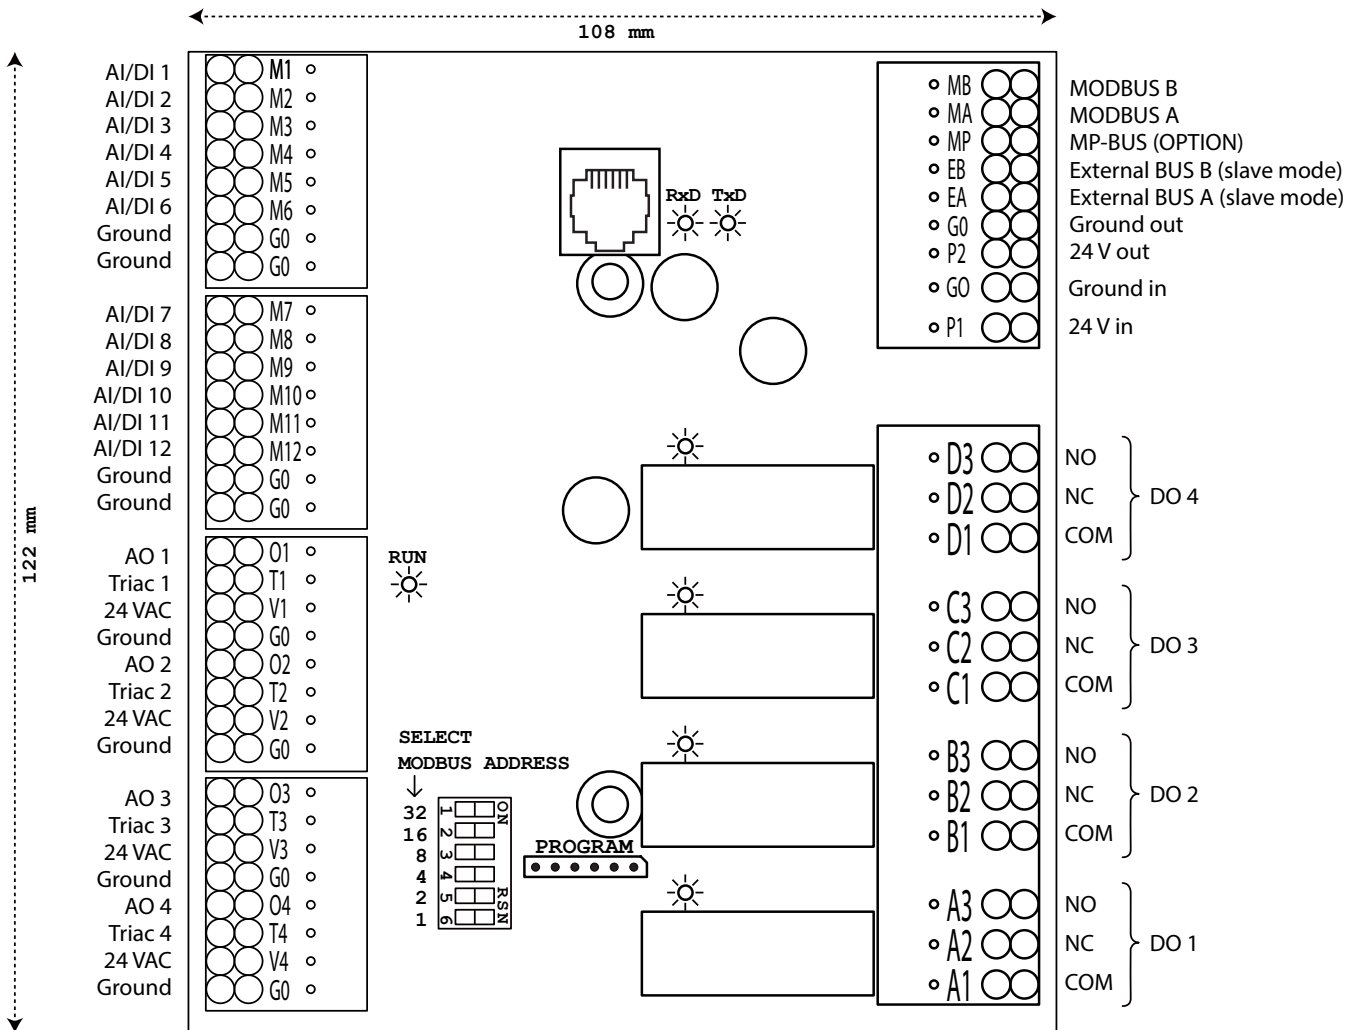 108 mm
122 mm
AI/DI 1 M1
AI/DI 2 M2
AI/DI 3 M3
AI/DI 4 M4
AI/DI 5 M5
AI/DI 6 M6
Ground G0
Ground G0
AI/DI 7 M7
AI/DI 8 M8
AI/DI 9 M9
AI/DI 10 M10
AI/DI 11 M11
AI/DI 12 M12
Ground G0
Ground G0
AO 1 O1
Triac 1 T1
24 VAC V1
Ground G0
AO 2 O2
Triac 2 T2
24 VAC V2
Ground G0
AO 3 O3
Triac 3 T3
24 VAC V3
Ground G0
AO 4 O4
Triac 4 T4
24 VAC V4
Ground G0
RxD TxD
RUN
SELECT
MODBUS ADDRESS
32 1 ON
16 2
8 3
4 4
2 5
1 6
RSN
PROGRAM
MB MODBUS B
MA MODBUS A
MP MP-BUS (OPTION)
EB External BUS B (slave mode)
EA External BUS A (slave mode)
G0 Ground out
P2 24 V out
GO Ground in
P1 24 V in
D3 NO
D2 NC DO 4
D1 COM
C3 NO
C2 NC DO 3
C1 COM
B3 NO
B2 NC DO 2
B1 COM
A3 NO
A2 NC DO 1
A1 COM